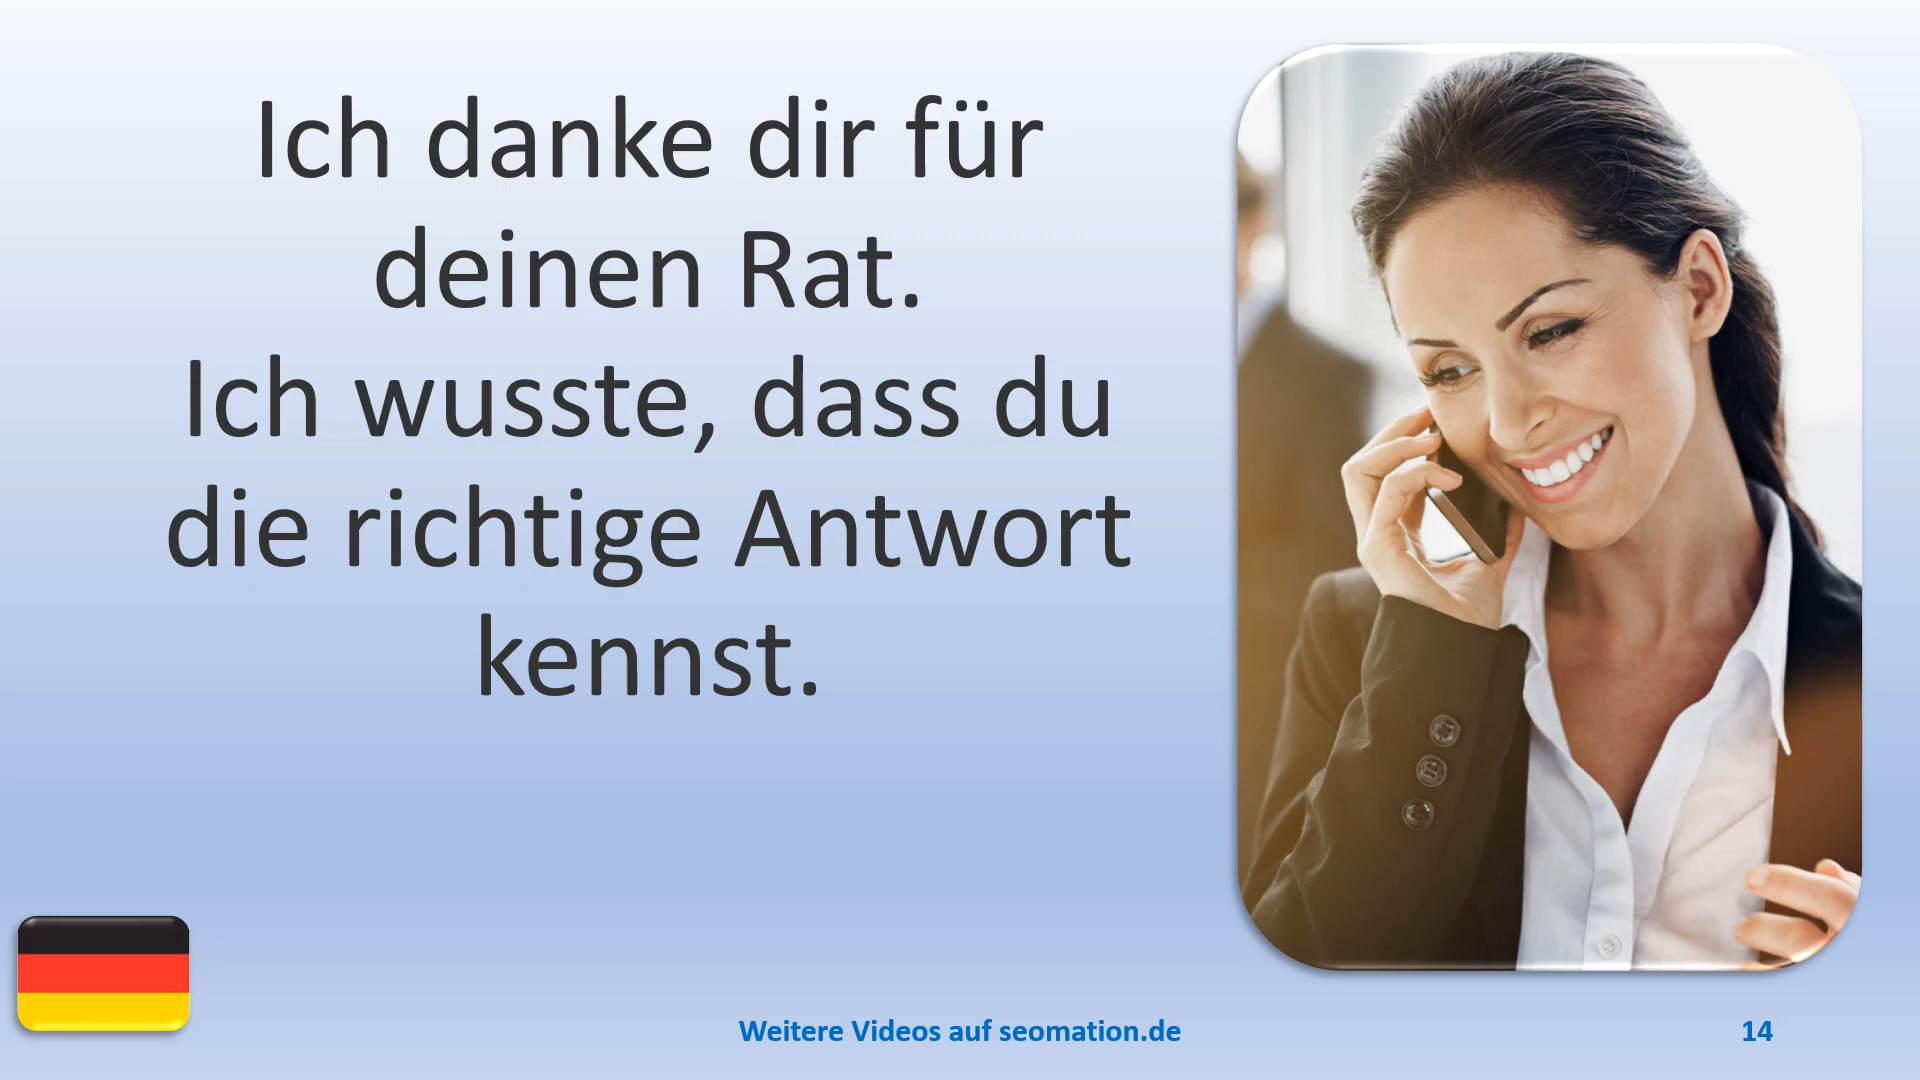 Ich danke dir für
deinen Rat.
Ich wusste, dass du
die richtige Antwort
kennst.
Weitere Videos auf seomation.de
14